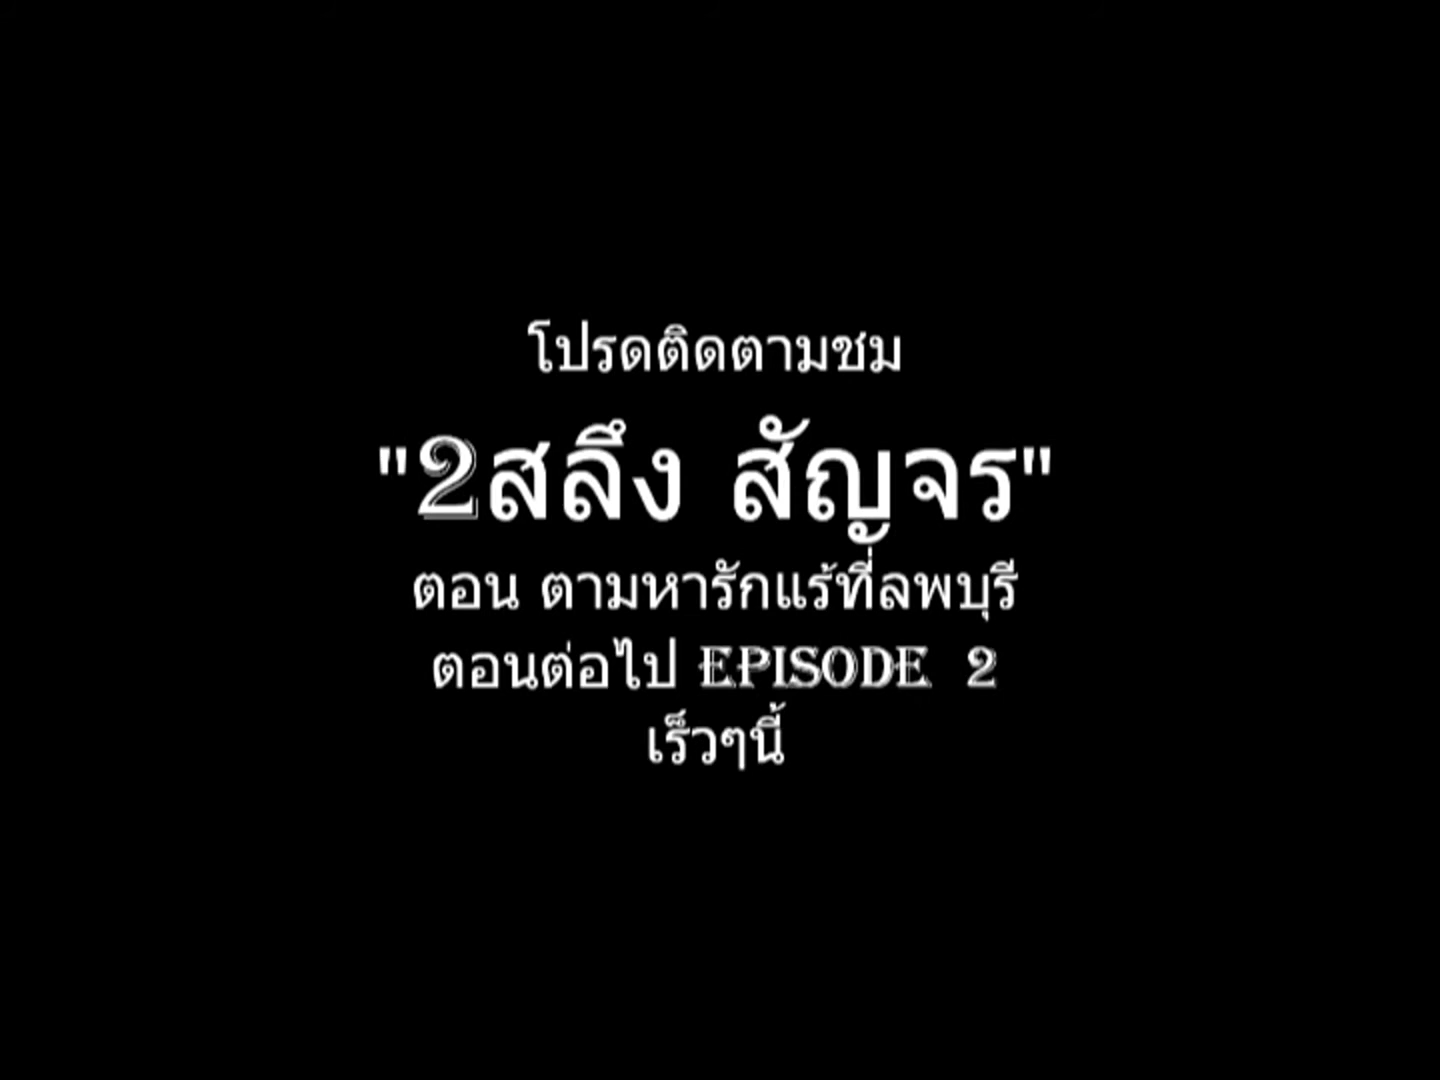 โปรดติดตามชม
"2สลึง สัญจร"
ตอน ตามหารักแร้ที่ลพบุรี
ตอนต่อไป EPISODE 2
เร็วๆนี้